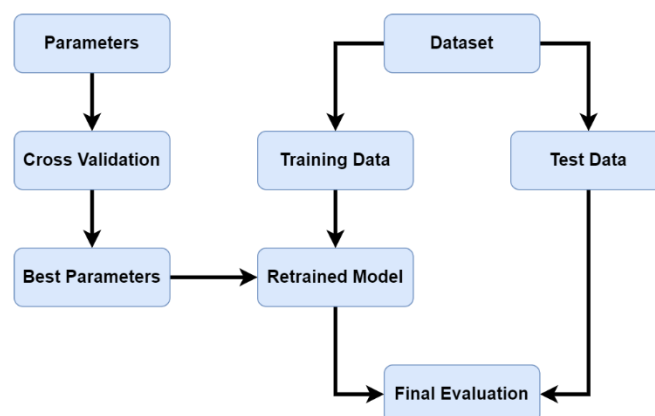 Parameters
Dataset
Cross Validation
Training Data
Test Data
Best Parameters
Retrained Model
Final Evaluation